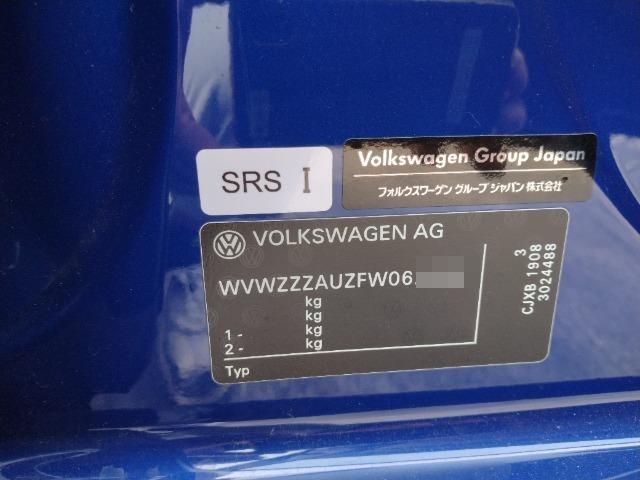 SRS I
Volkswagen Group Japan
フォルクスワーゲン グループ ジャパン 株式会社
VOLKSWAGEN AG
WVWZZZAUZFW06
kg
kg
1 - kg
2 - kg
Typ
3
CJXB 1908
3024488